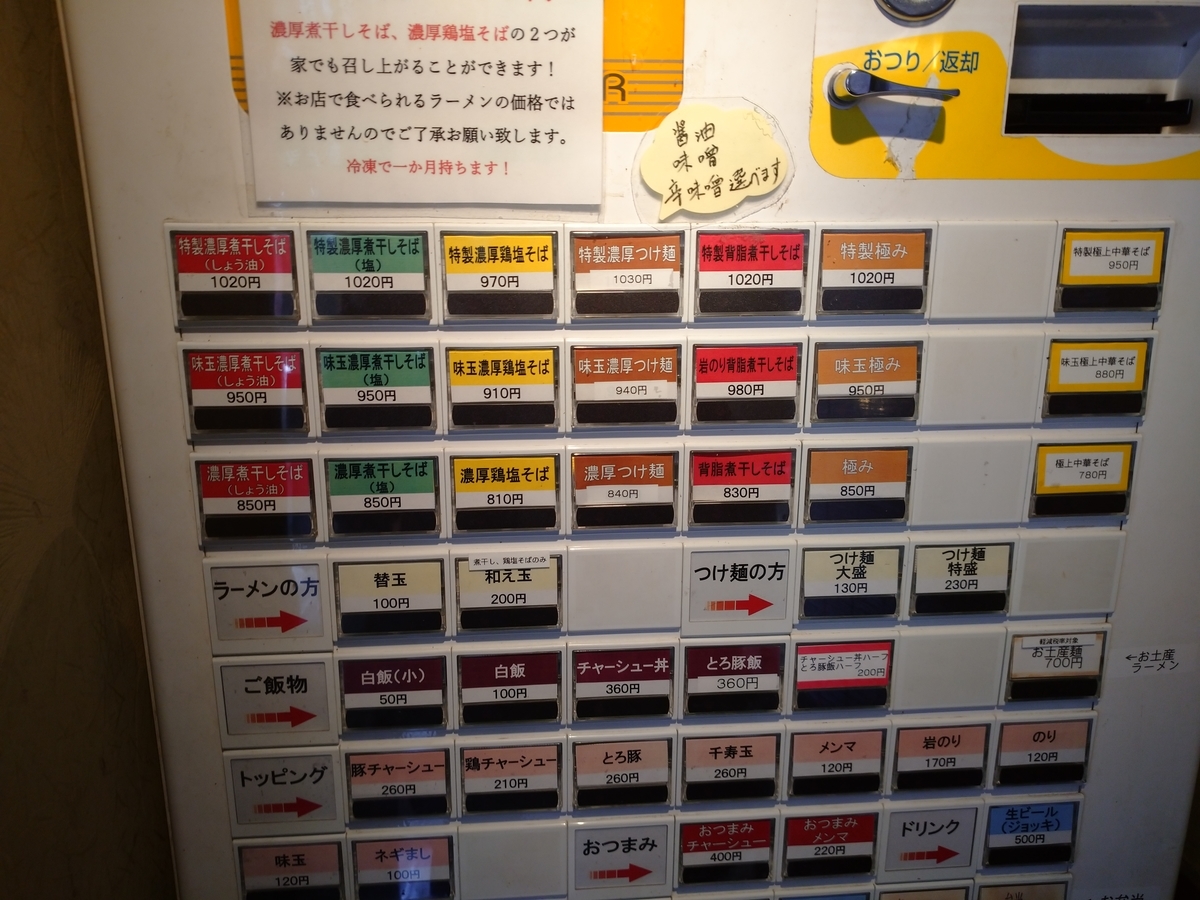 濃厚煮干しそば、濃厚鶏塩そばの２つが
家でも召し上がることができます！
※お店で食べられるラーメンの価格では
ありませんのでご了承お願い致します。
冷凍で一か月持ちます！
R
醤油
味噌
辛味噌選べます
おつり／返却
特製濃厚煮干しそば
（しょう油）
1020円
特製濃厚煮干しそば
（塩）
1020円
特製濃厚鶏塩そば
970円
特製濃厚つけ麺
1030円
特製背脂煮干しそば
1020円
特製極み
1020円
特製極上中華そば
950円
味玉濃厚煮干しそば
（しょう油）
950円
味玉濃厚煮干しそば
（塩）
950円
味玉濃厚鶏塩そば
910円
味玉濃厚つけ麺
940円
岩のり背脂煮干しそば
980円
味玉極み
950円
味玉極上中華そば
880円
濃厚煮干しそば
（しょう油）
850円
濃厚煮干しそば
（塩）
850円
濃厚鶏塩そば
810円
濃厚つけ麺
840円
背脂煮干しそば
830円
極み
850円
極上中華そば
780円
ラーメンの方
替玉
100円
煮干し、鶏塩そばのみ
和え玉
200円
つけ麺の方
つけ麺
大盛
130円
つけ麺
特盛
230円
ご飯物
白飯(小)
50円
白飯
100円
チャーシュー丼
360円
とろ豚飯
360円
チャーシュー丼ハーフ
とろ豚飯ハーフ
200円
軽減税率対象
お土産麺
700円
←お土産
ラーメン
トッピング
豚チャーシュー
260円
鶏チャーシュー
210円
とろ豚
260円
千寿玉
260円
メンマ
120円
岩のり
170円
のり
120円
味玉
120円
ネギまし
100円
おつまみ
おつまみ
チャーシュー
400円
おつまみ
メンマ
220円
ドリンク
生ビール
(ジョッキ)
500円